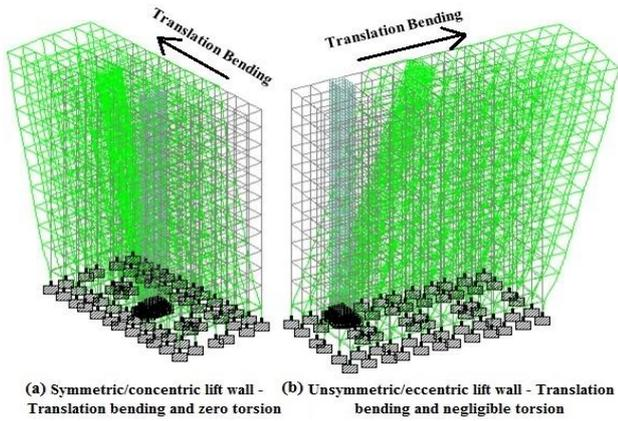 Translation Bending
Translation Bending
(a) Symmetric/concentric lift wall -
Translation bending and zero torsion
(b) Unsymmetric/eccentric lift wall - Translation
bending and negligible torsion